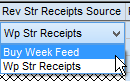 Rev Str Receipts Source
Wp Str Receipts
Buy Week Feed
Wp Str Receipts